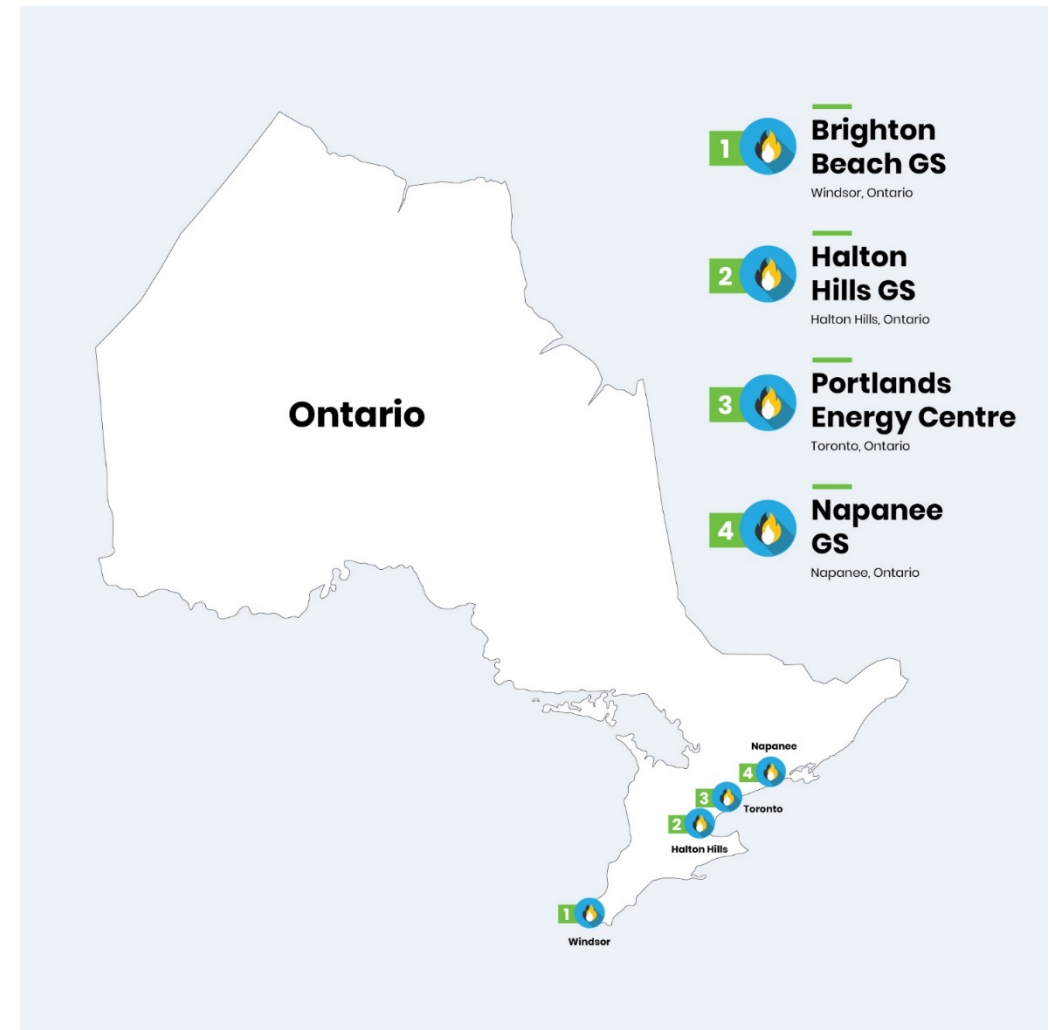 1
Brighton
Beach GS
Windsor, Ontario
2
Halton
Hills GS
Halton Hills, Ontario
3
Portlands
Energy Centre
Toronto, Ontario
4
Napanee
GS
Napanee, Ontario
Ontario
Napanee
4
3
Toronto
2
Halton Hills
1
Windsor